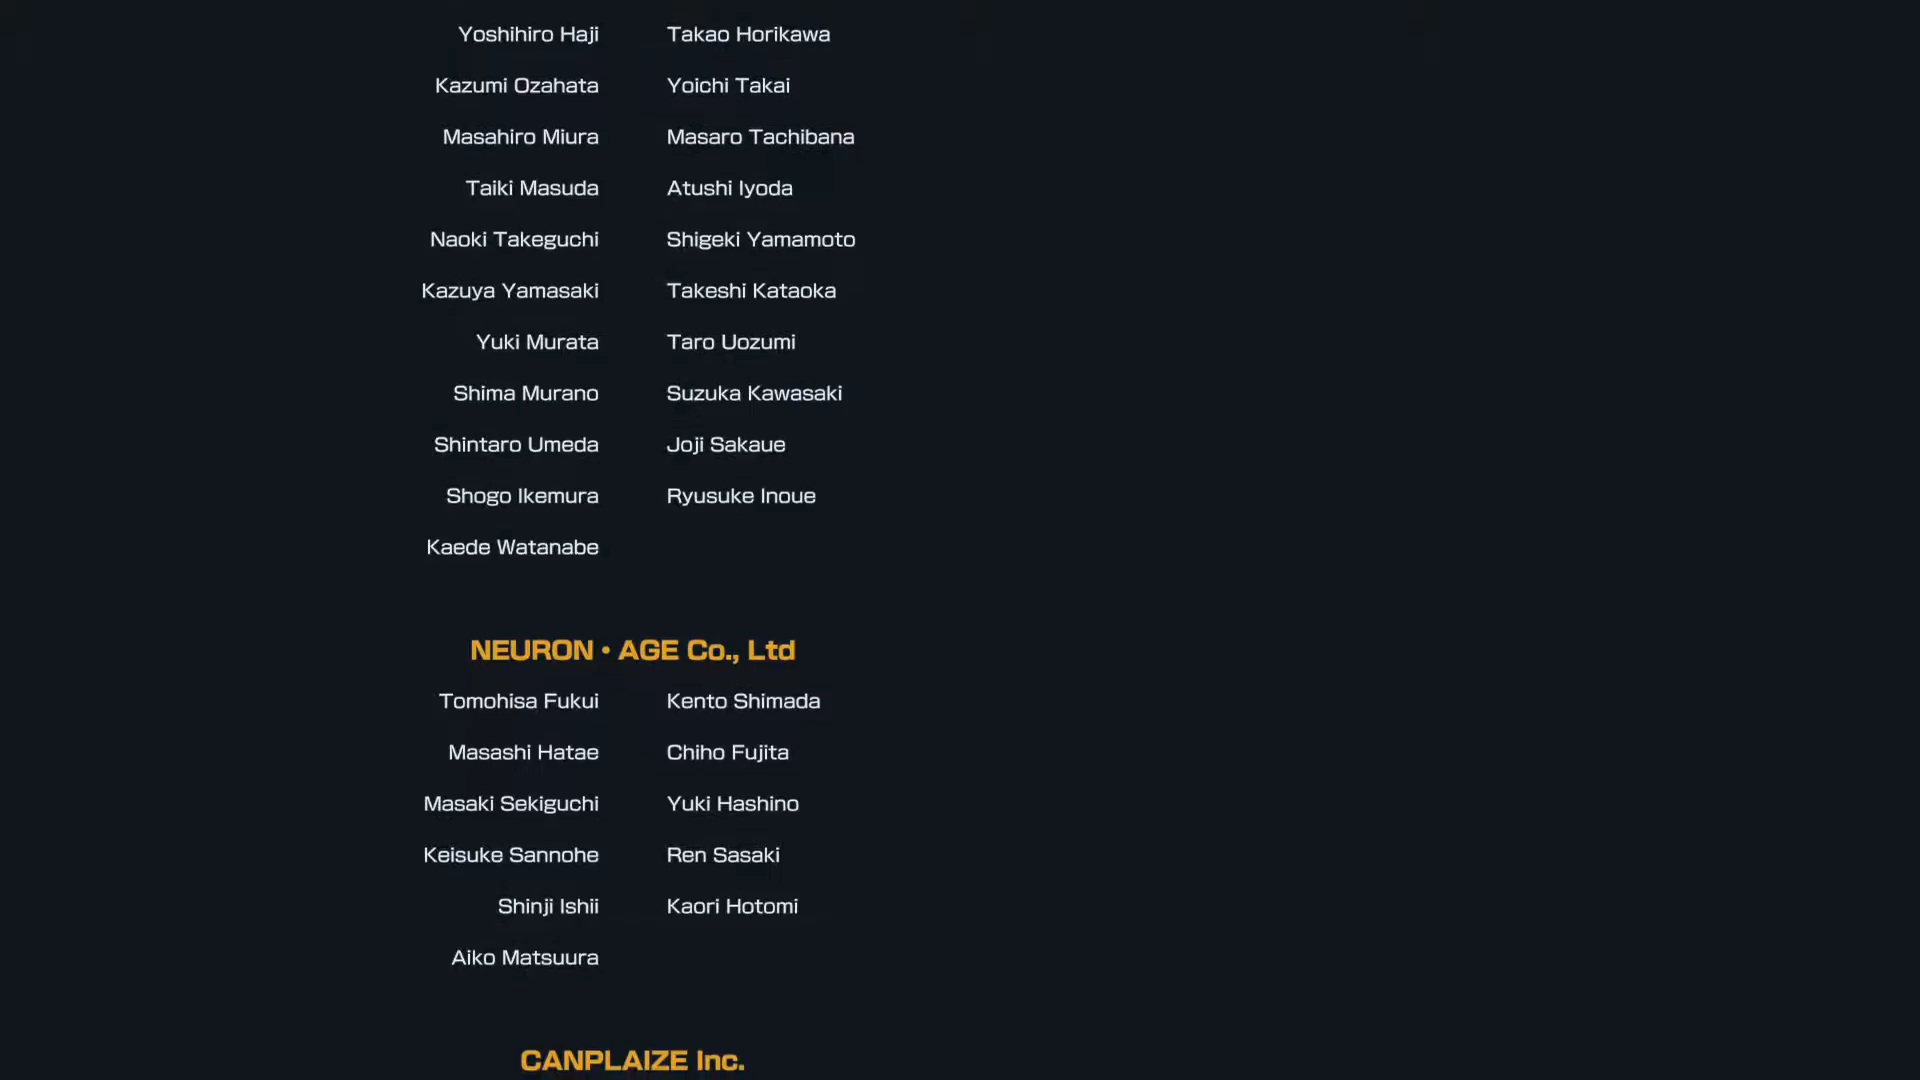 Yoshihiro Haji Takao Horikawa
Kazumi Ozahata Yoichi Takai
Masahiro Miura Masaro Tachibana
Taiki Masuda Atushi Iyoda
Naoki Takeguchi Shigeki Yamamoto
Kazuya Yamasaki Takeshi Kataoka
Yuki Murata Taro Uozumi
Shima Murano Suzuka Kawasaki
Shintaro Umeda Joji Sakaue
Shogo Ikemura Ryusuke Inoue
Kaede Watanabe
NEURON・AGE Co., Ltd
Tomohisa Fukui Kento Shimada
Masashi Hatae Chiho Fujita
Masaki Sekiguchi Yuki Hashino
Keisuke Sannohe Ren Sasaki
Shinji Ishii Kaori Hotomi
Aiko Matsuura
CANPLAIZE Inc.